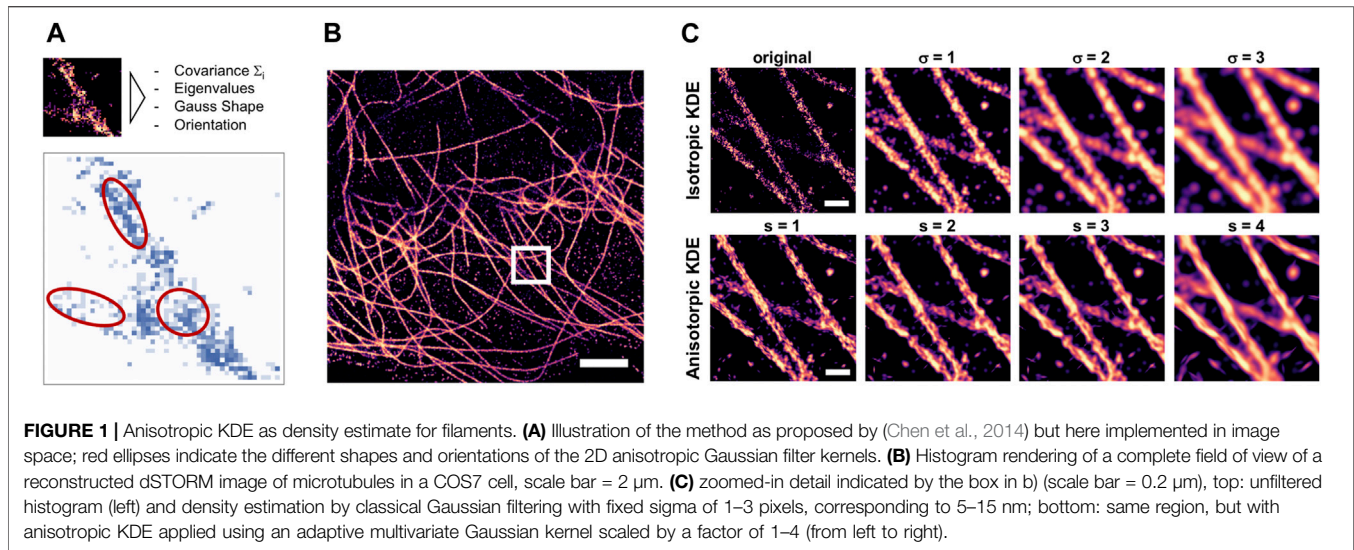 A
- Covariance Σi
- Eigenvalues
- Gauss Shape
- Orientation
B
C
original σ = 1 σ = 2 σ = 3
Isotropic KDE
s = 1 s = 2 s = 3 s = 4
Anisotorpic KDE
FIGURE 1 | Anisotropic KDE as density estimate for filaments. (A) Illustration of the method as proposed by (Chen et al., 2014) but here implemented in image
space; red ellipses indicate the different shapes and orientations of the 2D anisotropic Gaussian filter kernels. (B) Histogram rendering of a complete field of view of a
reconstructed dSTORM image of microtubules in a COS7 cell, scale bar = 2 μm. (C) zoomed-in detail indicated by the box in b) (scale bar = 0.2 μm), top: unfiltered
histogram (left) and density estimation by classical Gaussian filtering with fixed sigma of 1–3 pixels, corresponding to 5–15 nm; bottom: same region, but with
anisotropic KDE applied using an adaptive multivariate Gaussian kernel scaled by a factor of 1–4 (from left to right).